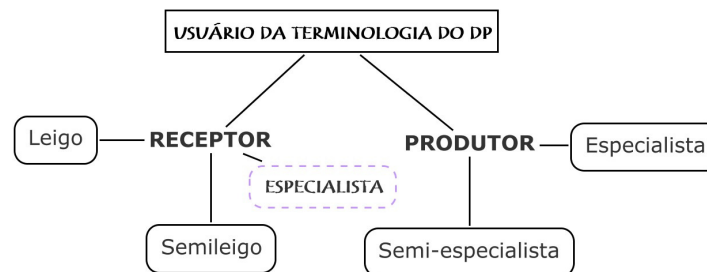 USUÁRIO DA TERMINOLOGIA DO DP
Leigo
RECEPTOR
PRODUTOR
Especialista
ESPECIALISTA
Semileigo
Semi-especialista